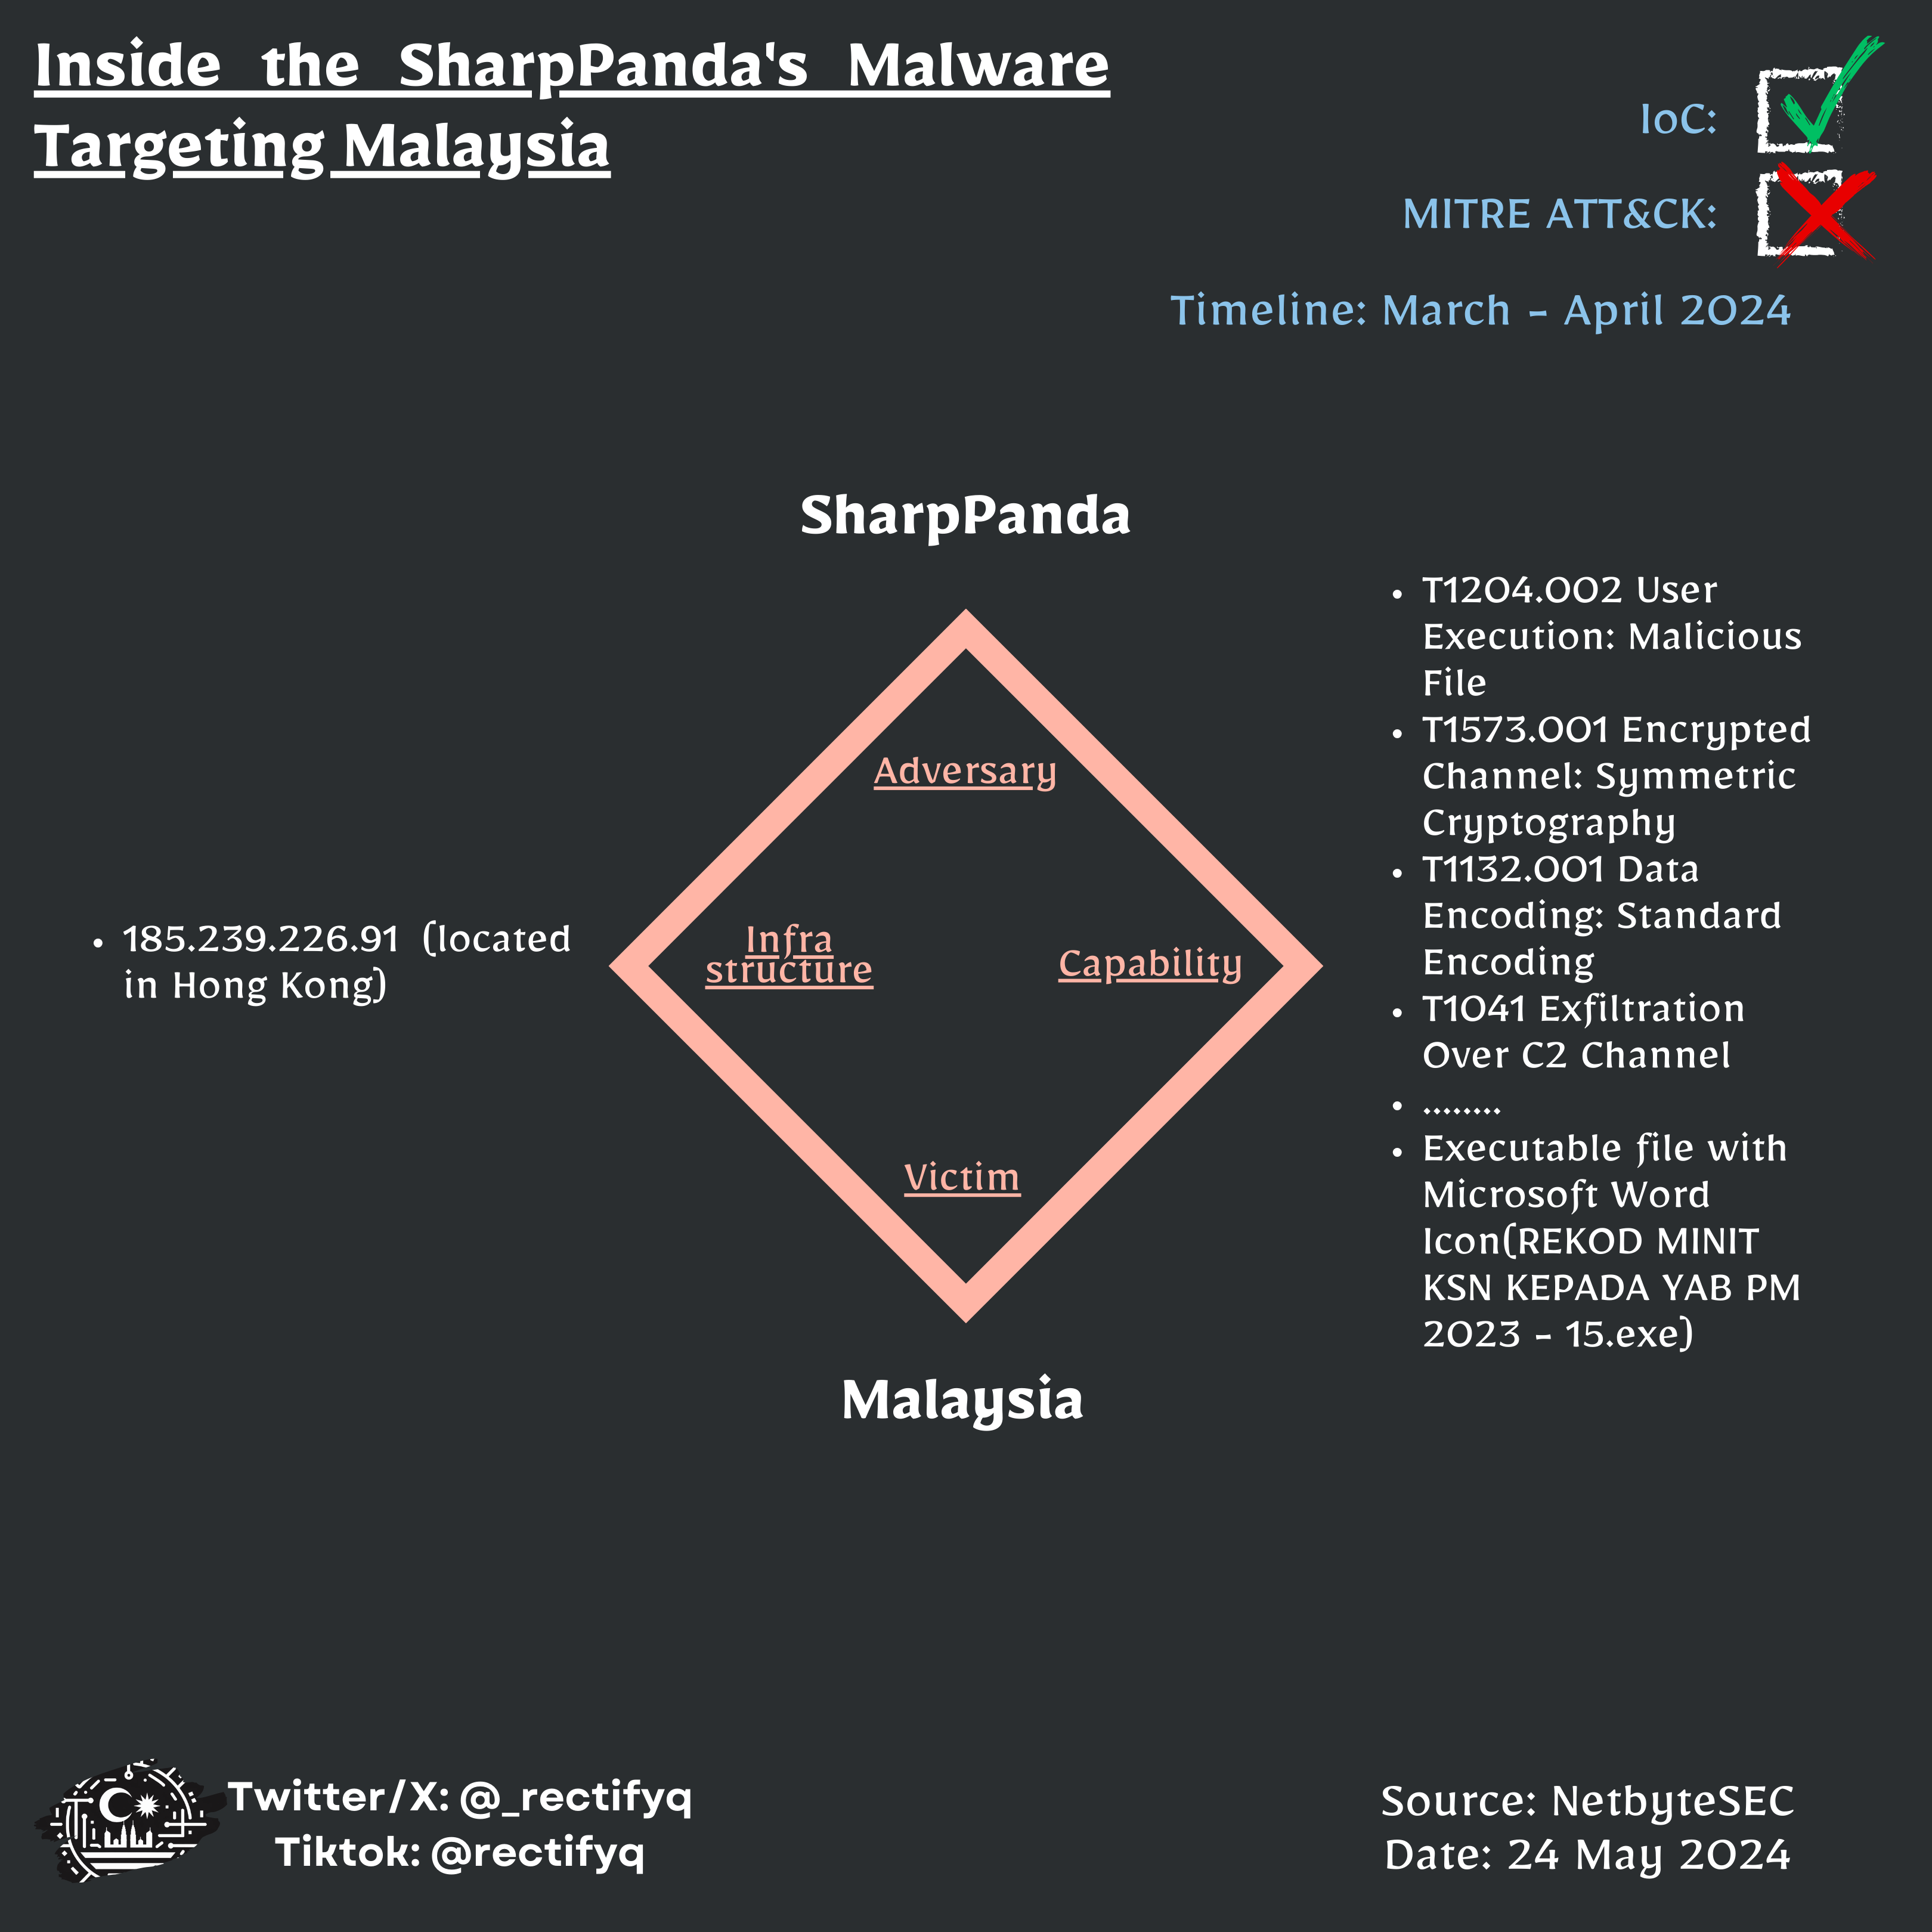 Inside the SharpPanda's Malware
Targeting Malaysia
IoC:
MITRE ATT&CK:
Timeline: March - April 2024
SharpPanda
Adversary
Infra
structure
Capability
Victim
Malaysia
• 185.239.226.91 (located
in Hong Kong)
• T1204.002 User
Execution: Malicious
File
• T1573.001 Encrypted
Channel: Symmetric
Cryptography
• T1132.001 Data
Encoding: Standard
Encoding
• T1041 Exfiltration
Over C2 Channel
• ........
• Executable file with
Microsoft Word
Icon(REKOD MINIT
KSN KEPADA YAB PM
2023 - 15.exe)
Twitter/X: @_rectifyq
Tiktok: @rectifyq
Source: NetbyteSEC
Date: 24 May 2024